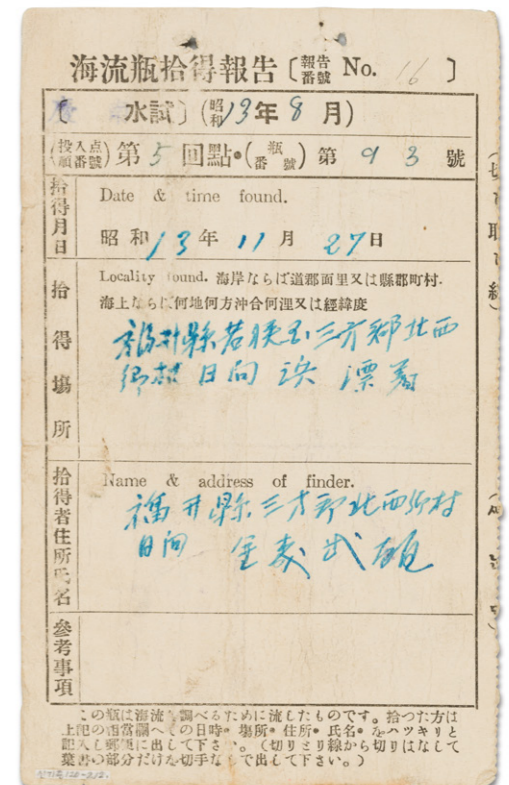 海流瓶拾得報告〔報告番號 No. 16 〕
〔 水試〕(昭和13年8月)
(投入点順番號)第5回點・(瓶番號)第93號
拾得月日
Date & time found.
昭和13年11月27日
拾得場所
Locality found. 海岸ならば道郡面里又は縣郡町村.
海上ならば何地何方沖合何浬又は經緯度
福井縣若狹国三方郡北西
郷村 日向 浜 漂着
拾得者住所氏名
Name & address of finder.
福井縣三方郡北西郷村
日向 武雄
參考事項
この瓶は海流を調べるために流したものです。拾つた方は
上記の相當欄へその日時・場所・住所・氏名・をハツキリと
記入し郵便に出して下さい。(切りとり線から切りはなして
葉書の部分だけを切手なしで出して下さい。)
(切り取り線)